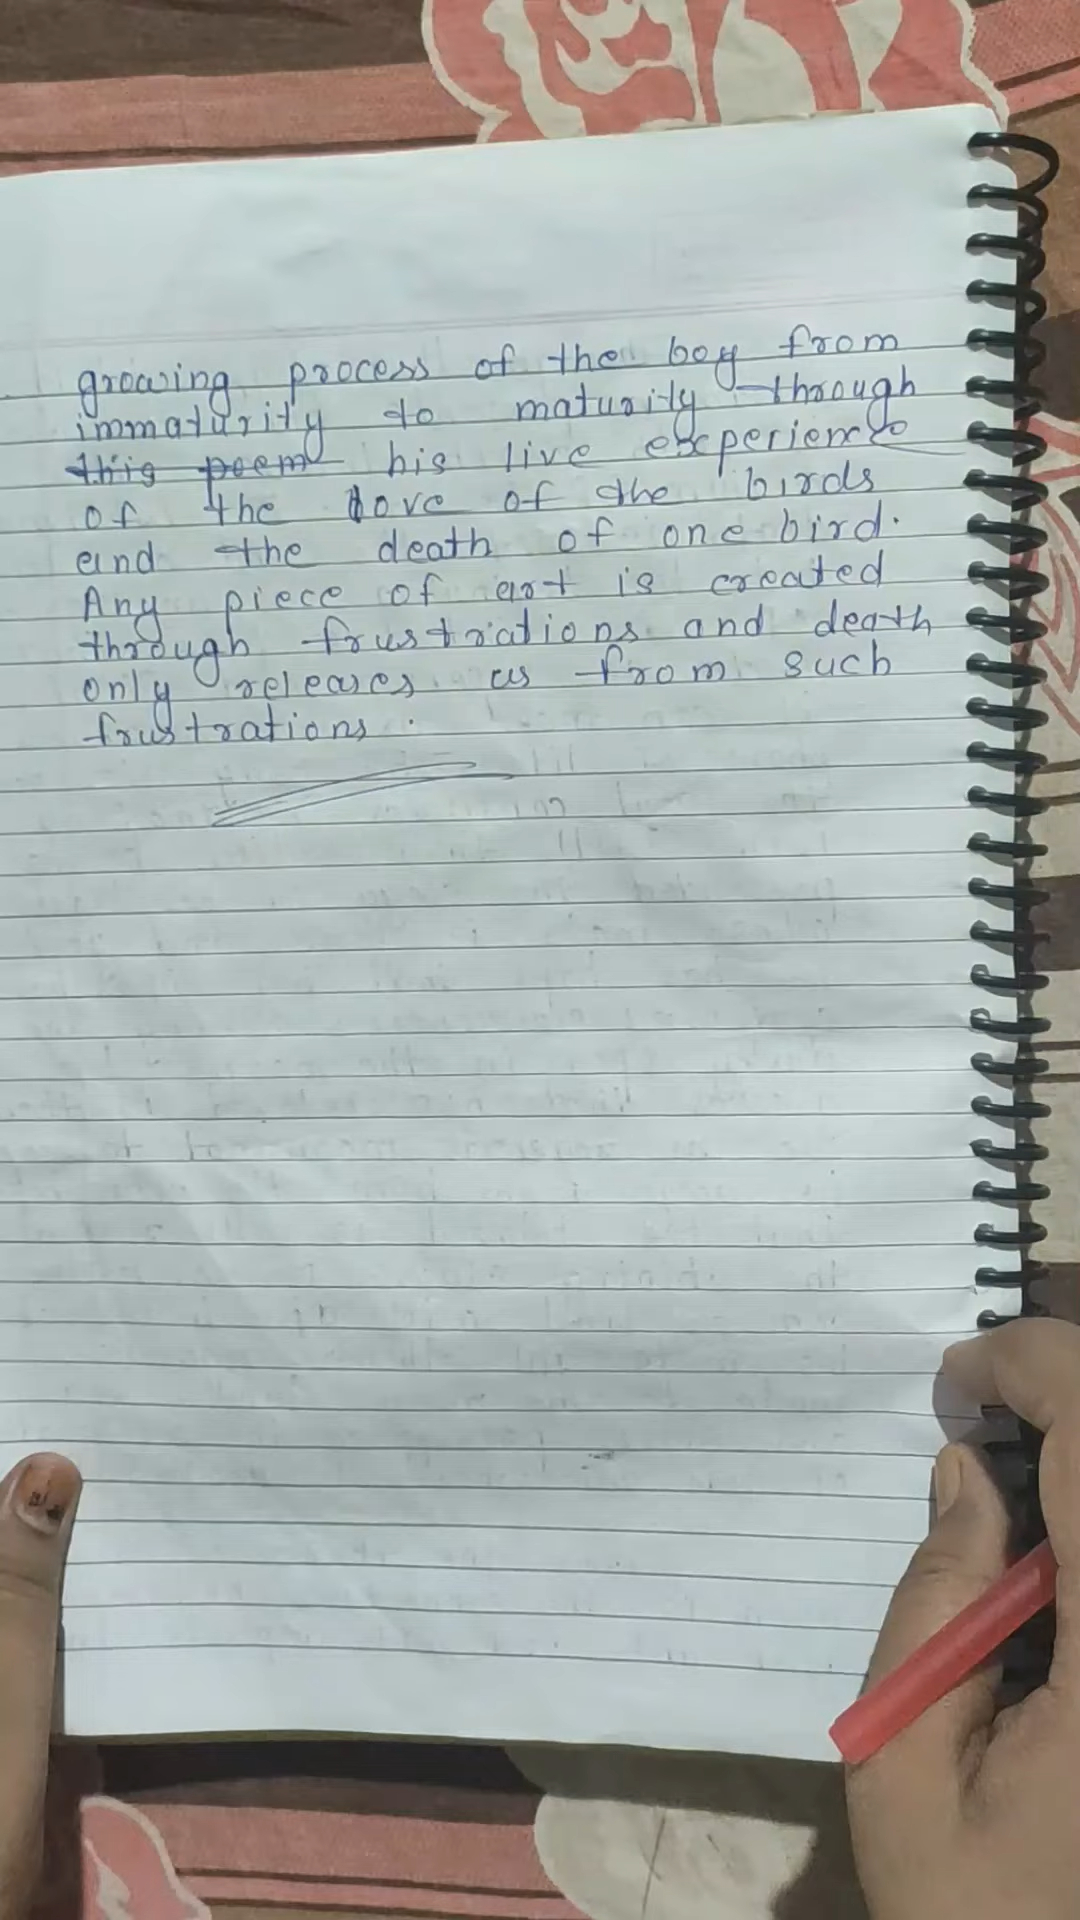 growing process of the boy from
immaturity to maturity through
this poem his live experience
of the love of the birds
and the death of one bird.
Any piece of art is created
through frustrations and death
only releases us from such
frustrations.